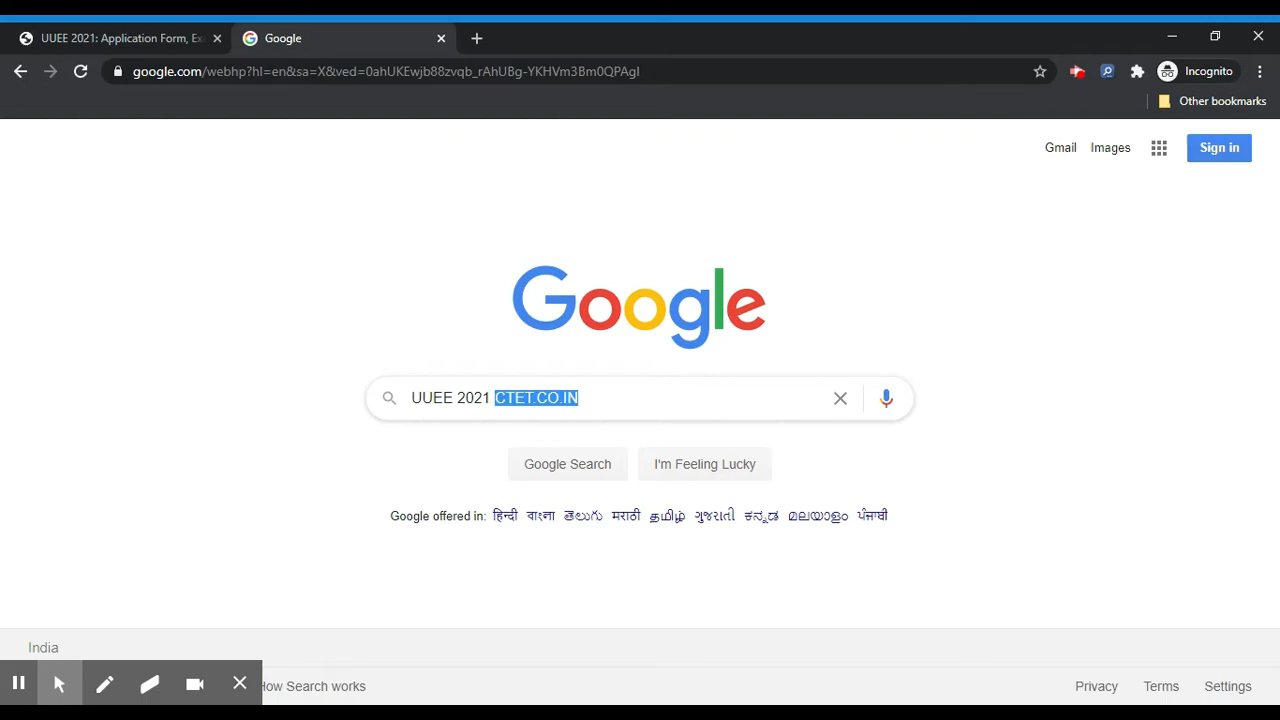 UUEE 2021: Application Form, Ex
Google
google.com/webhp?hl=en&sa=X&ved=0ahUKEwjb88zvqb_rAhUBg-YKHVm3Bm0QPAgI
Incognito
Other bookmarks
Gmail Images Sign in
Google
UUEE 2021 CTET.CO.IN
Google Search I'm Feeling Lucky
Google offered in: हिन्दी বাংলা తెలుగు मराठी தமிழ் ગુજરાતી ಕನ್ನಡ മലയാളം ਪੰਜਾਬੀ
India
How Search works Privacy Terms Settings